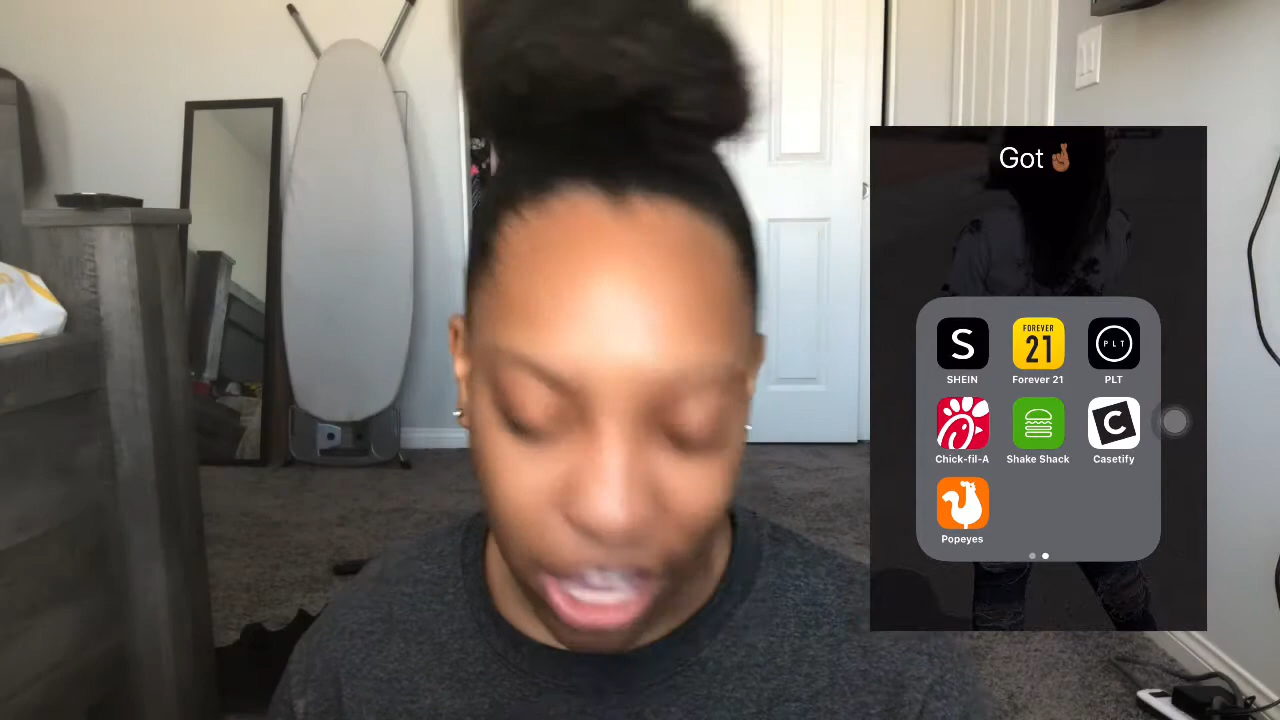 Got🤞🏾
S
FOREVER
21
PLT
SHEIN
Forever 21
PLT
C
Chick-fil-A
Shake Shack
Casetify
Popeyes